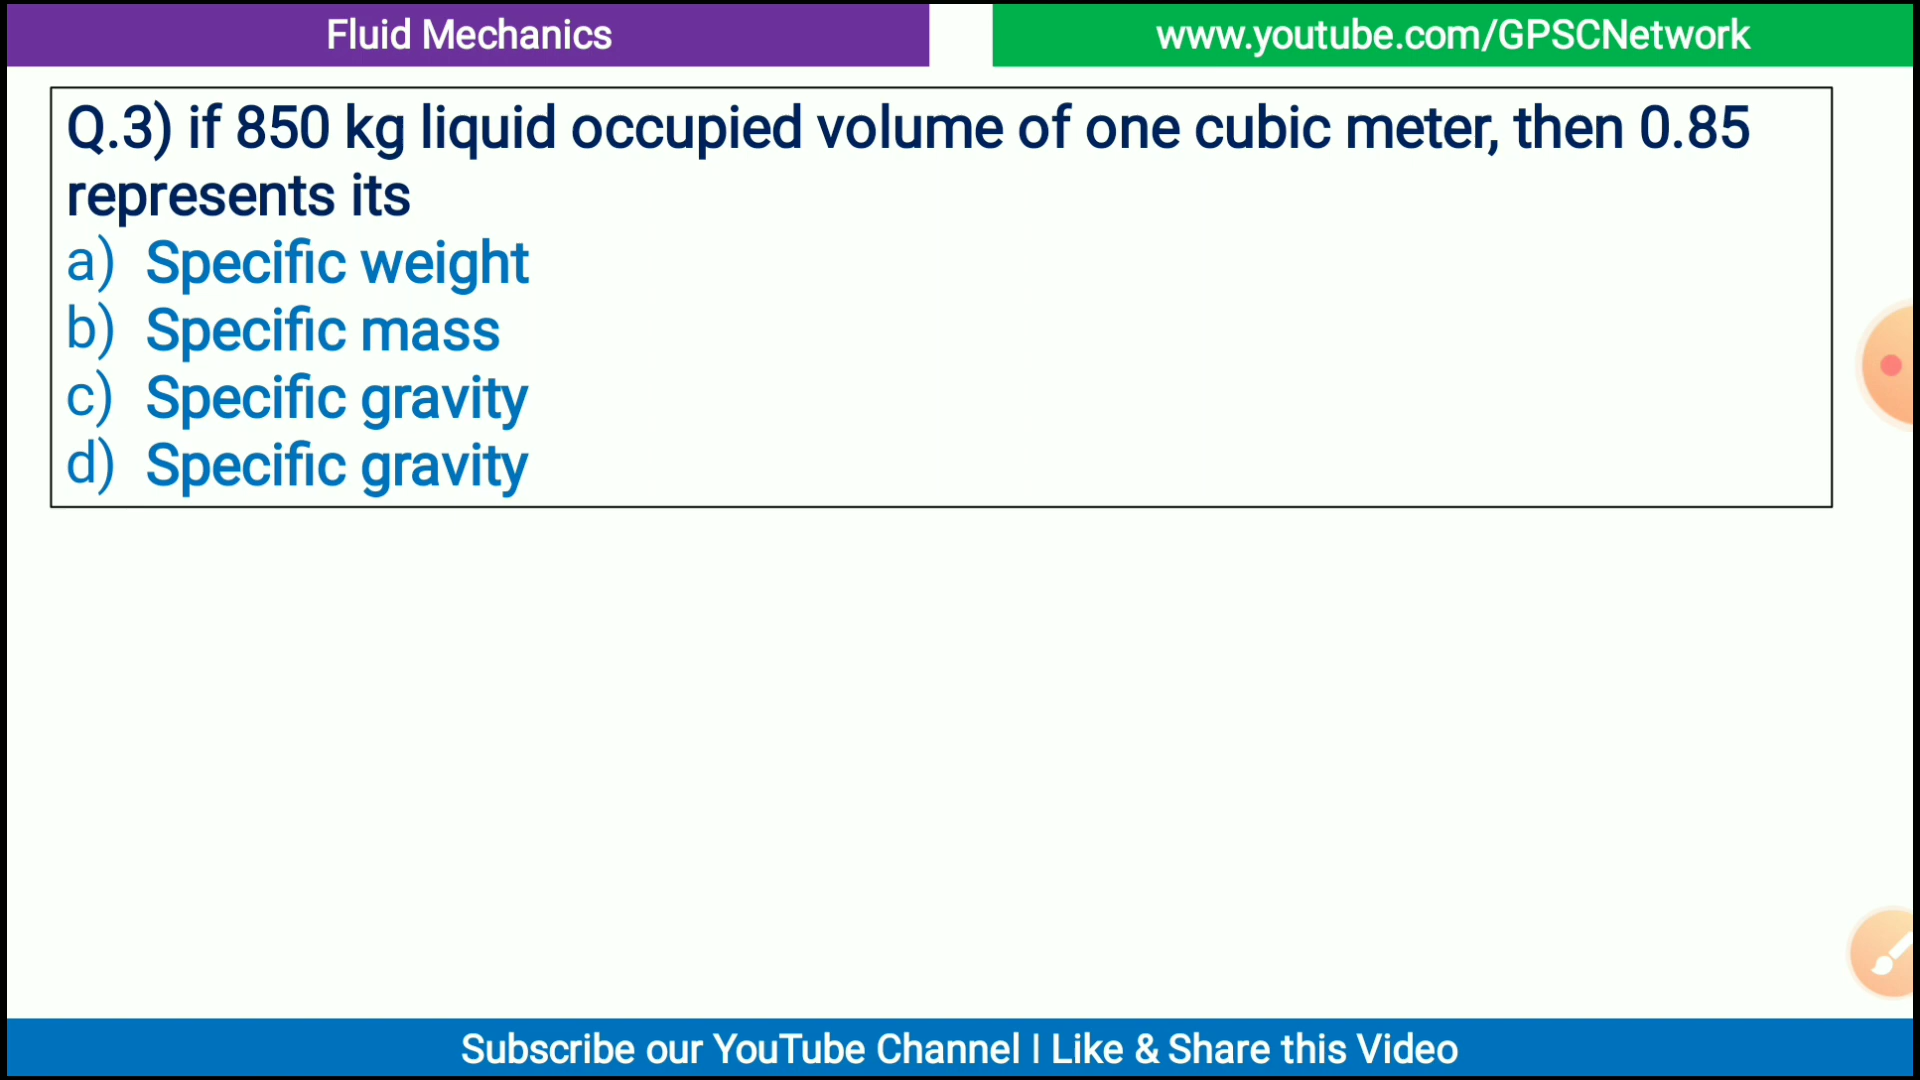 Fluid Mechanics
www.youtube.com/GPSCNetwork
Q.3) if 850 kg liquid occupied volume of one cubic meter, then 0.85
represents its
a) Specific weight
b) Specific mass
c) Specific gravity
d) Specific gravity
Subscribe our YouTube Channel I Like & Share this Video